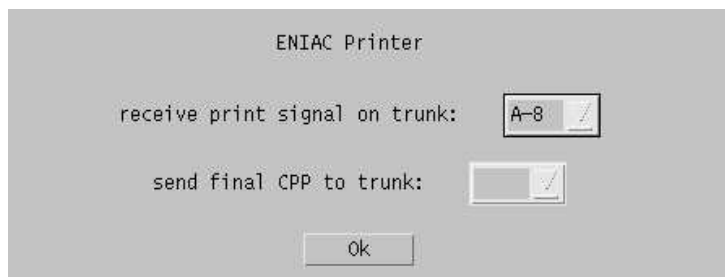 ENIAC Printer
receive print signal on trunk: A-8
send final CPP to trunk:
Ok